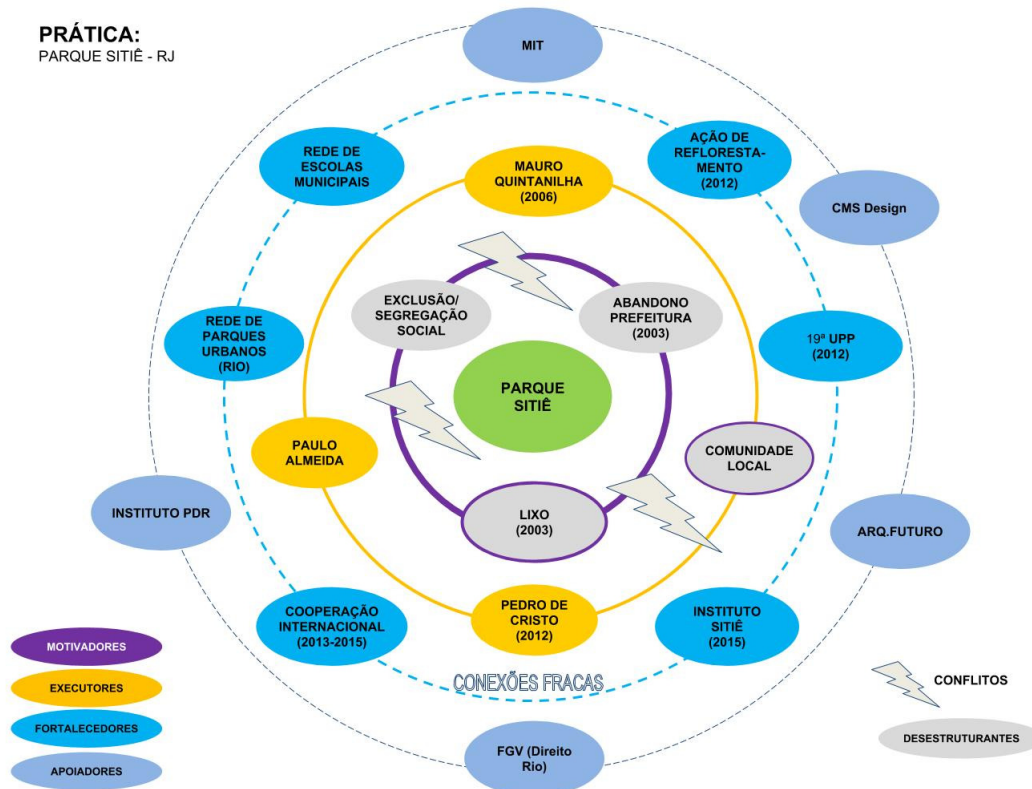 PRÁTICA:
PARQUE SITIÊ - RJ
MIT
REDE DE
ESCOLAS
MUNICIPAIS
MAURO
QUINTANILHA
(2006)
AÇÃO DE
REFLORESTA-
MENTO
(2012)
CMS Design
EXCLUSÃO/
SEGREGAÇÃO
SOCIAL
ABANDONO
PREFEITURA
(2003)
REDE DE
PARQUES
URBANOS
(RIO)
19ª UPP
(2012)
PARQUE
SITIÊ
PAULO
ALMEIDA
COMUNIDADE
LOCAL
INSTITUTO PDR
LIXO
(2003)
ARQ.FUTURO
COOPERAÇÃO
INTERNACIONAL
(2013-2015)
PEDRO DE
CRISTO
(2012)
INSTITUTO
SITIÊ
(2015)
CONEXÕES FRACAS
FGV (Direito
Rio)
MOTIVADORES
EXECUTORES
FORTALECEDORES
APOIADORES
CONFLITOS
DESESTRUTURANTES